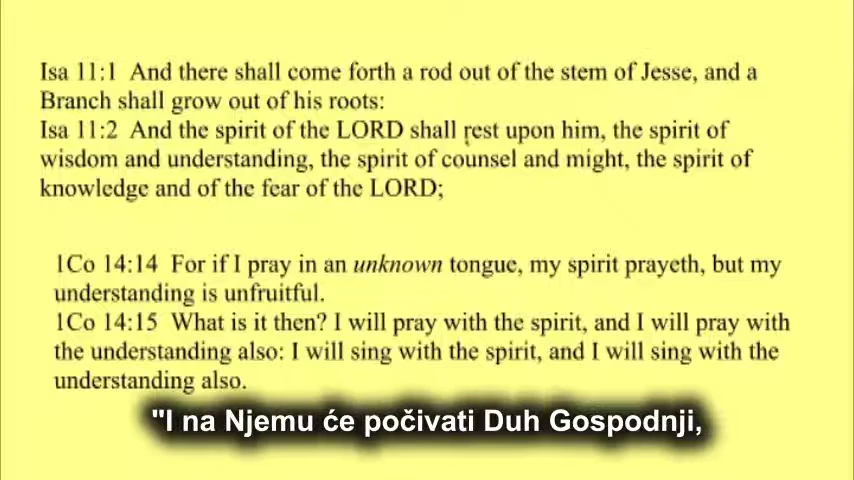 Isa 11:1 And there shall come forth a rod out of the stem of Jesse, and a
Branch shall grow out of his roots:
Isa 11:2 And the spirit of the LORD shall rest upon him, the spirit of
wisdom and understanding, the spirit of counsel and might, the spirit of
knowledge and of the fear of the LORD;
1Co 14:14 For if I pray in an unknown tongue, my spirit prayeth, but my
understanding is unfruitful.
1Co 14:15 What is it then? I will pray with the spirit, and I will pray with
the understanding also: I will sing with the spirit, and I will sing with the
understanding also.
"I na Njemu će počivati Duh Gospodnji,